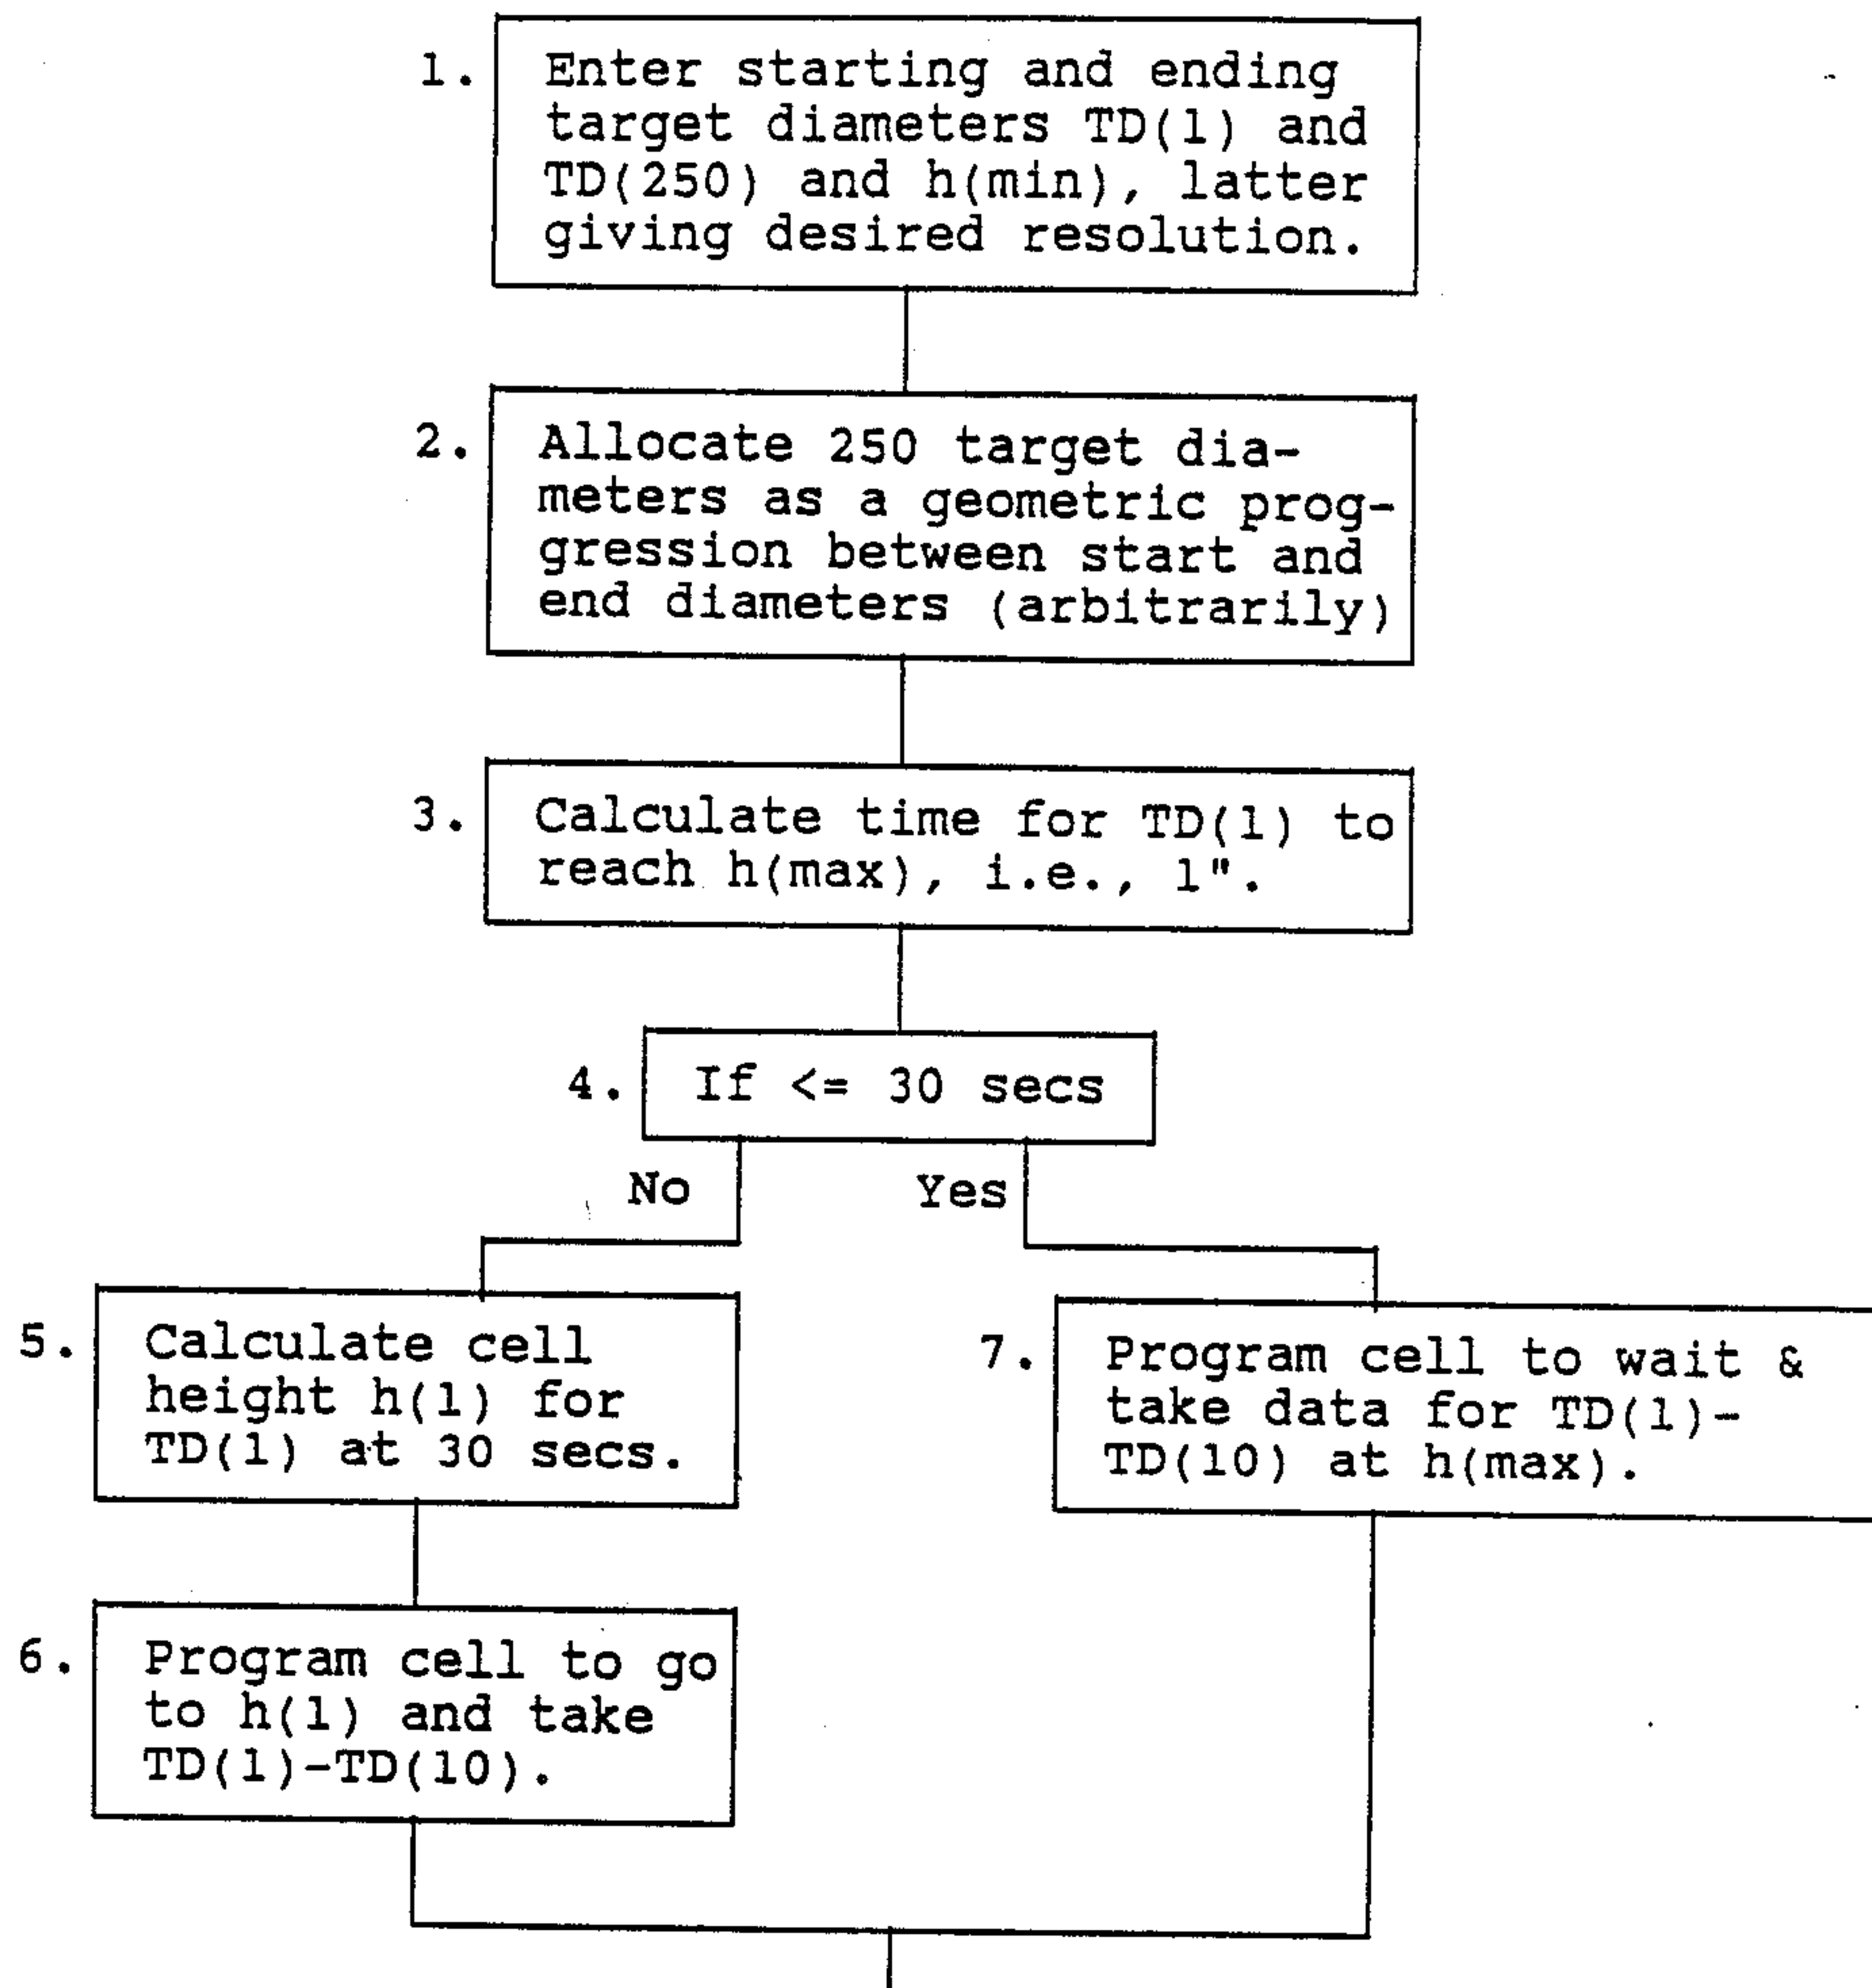 1. Enter starting and ending
target diameters TD(1) and
TD(250) and h(min), latter
giving desired resolution.
2. Allocate 250 target dia-
meters as a geometric prog-
gression between start and
end diameters (arbitrarily)
3. Calculate time for TD(1) to
reach h(max), i.e., 1".
4. If <= 30 secs
No Yes
5. Calculate cell
height h(1) for
TD(1) at 30 secs.
7. Program cell to wait &
take data for TD(1)-
TD(10) at h(max).
6. Program cell to go
to h(1) and take
TD(1)-TD(10).